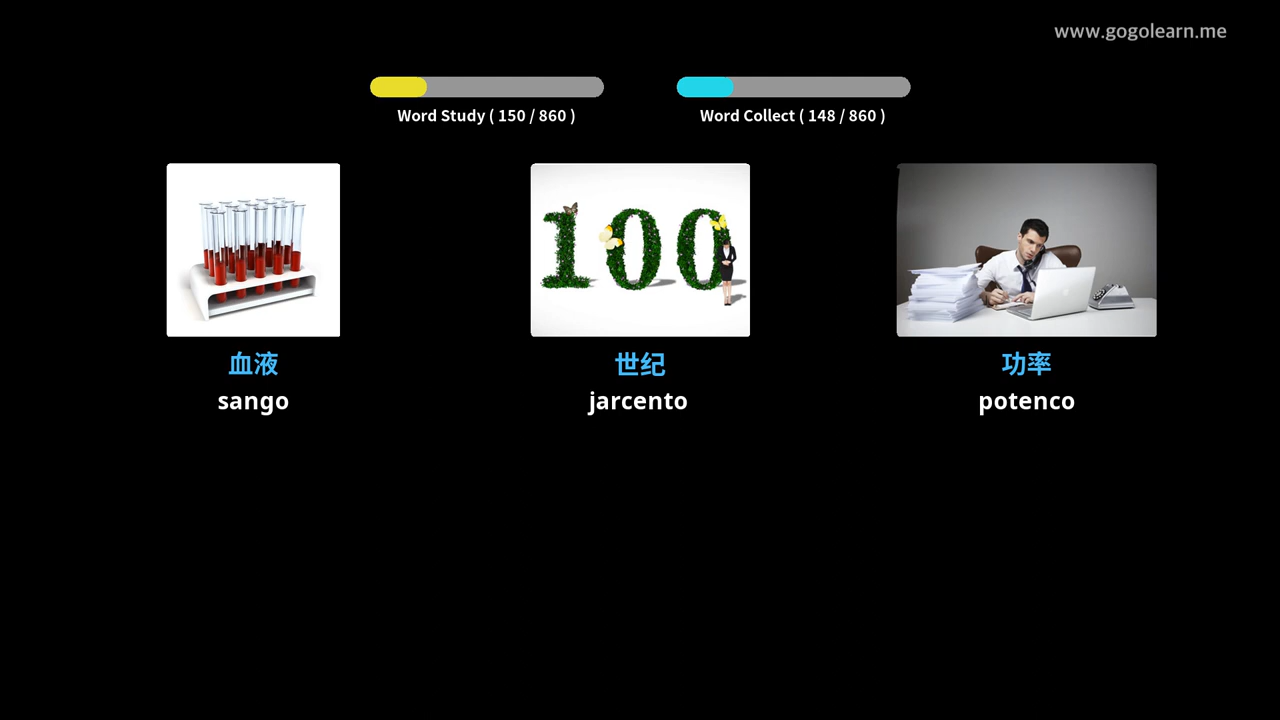 www.gogolearn.me
Word Study ( 150 / 860 )
Word Collect ( 148 / 860 )
100
血液
世纪
功率
sango
jarcento
potenco